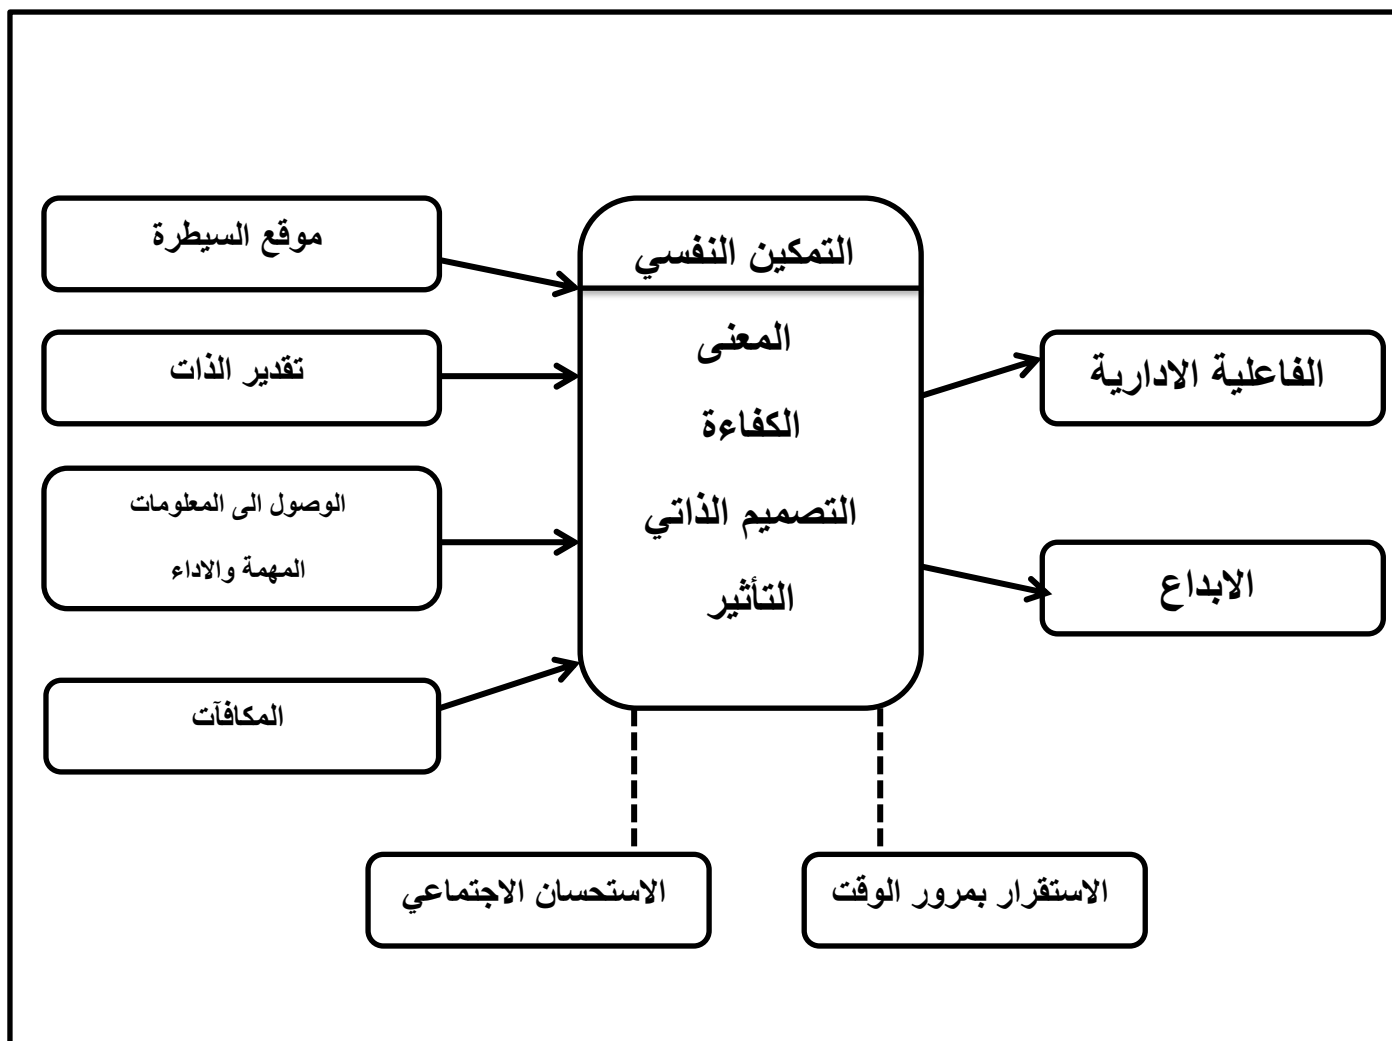 موقع السيطرة
تقدير الذات
الوصول الى المعلومات
المهمة والاداء
المكافآت
التمكين النفسي
المعنى
الكفاءة
التصميم الذاتي
التأثير
الفاعلية الادارية
الابداع
الاستحسان الاجتماعي
الاستقرار بمرور الوقت